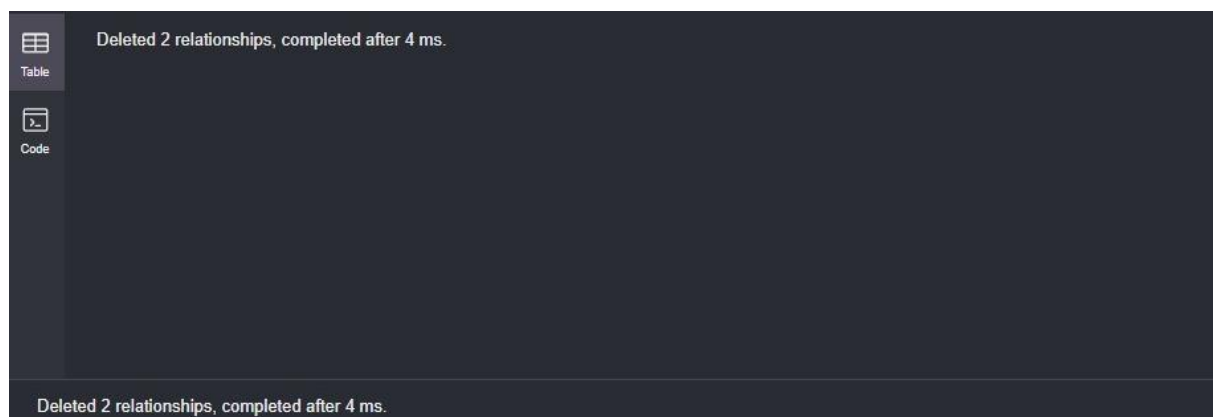 Deleted 2 relationships, completed after 4 ms.
Table
Code
Deleted 2 relationships, completed after 4 ms.